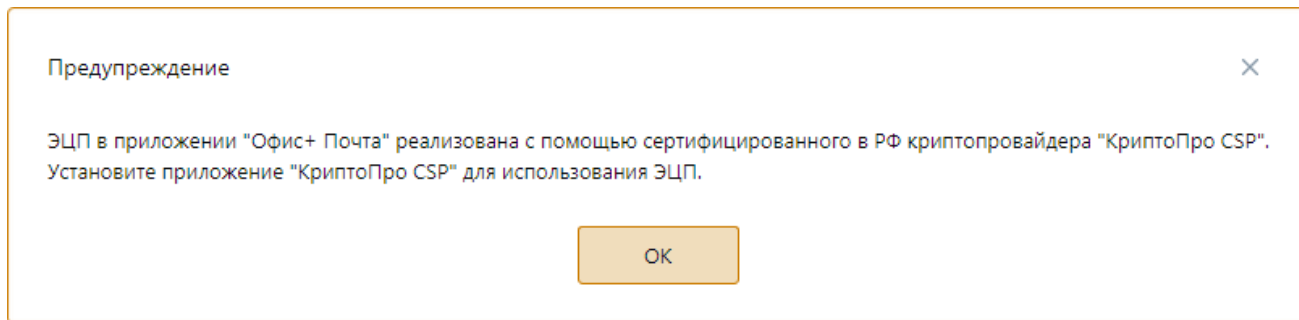 Предупреждение
ЭЦП в приложении "Офис+ Почта" реализована с помощью сертифицированного в РФ криптопровайдера "КриптоПро CSP".
Установите приложение "КриптоПро CSP" для использования ЭЦП.
ОК